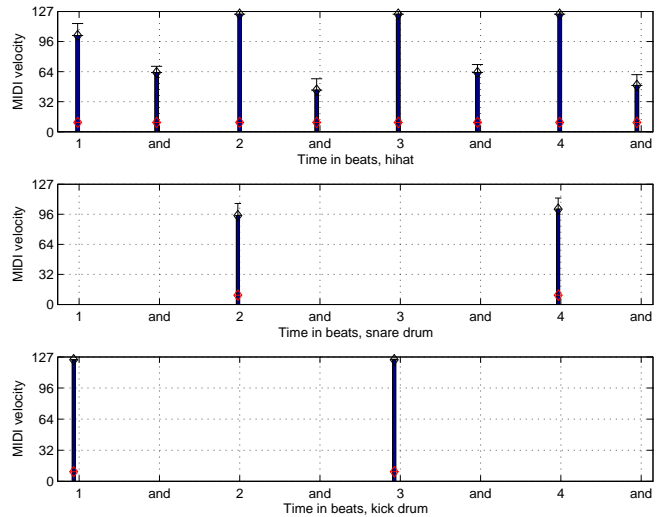 127
96
64
32
0
MIDI velocity
1 and 2 and 3 and 4 and
Time in beats, hihat
127
96
64
32
0
MIDI velocity
1 and 2 and 3 and 4 and
Time in beats, snare drum
127
96
64
32
0
MIDI velocity
1 and 2 and 3 and 4 and
Time in beats, kick drum